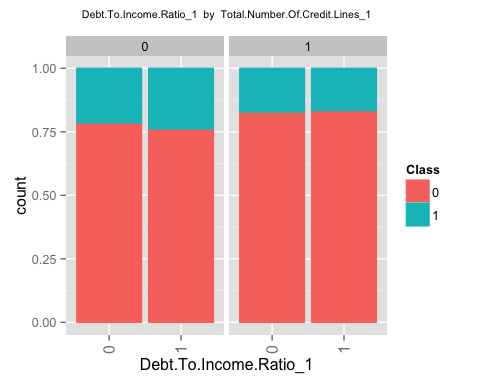 Debt.To.Income.Ratio_1 by Total.Number.Of.Credit.Lines_1
0 1
1.00
0.75
0.50
0.25
0.00
count
0 1 0 1
Debt.To.Income.Ratio_1
Class
0
1